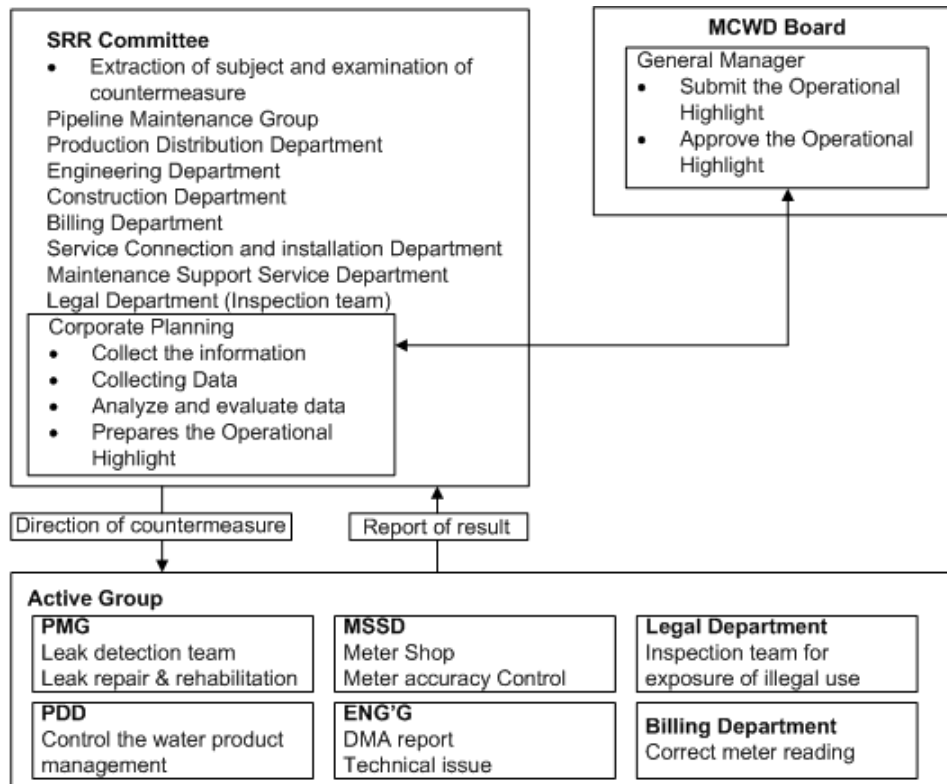 SRR Committee
• Extraction of subject and examination of
countermeasure
Pipeline Maintenance Group
Production Distribution Department
Engineering Department
Construction Department
Billing Department
Service Connection and installation Department
Maintenance Support Service Department
Legal Department (Inspection team)
Corporate Planning
• Collect the information
• Collecting Data
• Analyze and evaluate data
• Prepares the Operational
Highlight
MCWD Board
General Manager
• Submit the Operational
Highlight
• Approve the Operational
Highlight
Direction of countermeasure
Report of result
Active Group
PMG
Leak detection team
Leak repair & rehabilitation
MSSD
Meter Shop
Meter accuracy Control
Legal Department
Inspection team for
exposure of illegal use
PDD
Control the water product
management
ENG'G
DMA report
Technical issue
Billing Department
Correct meter reading